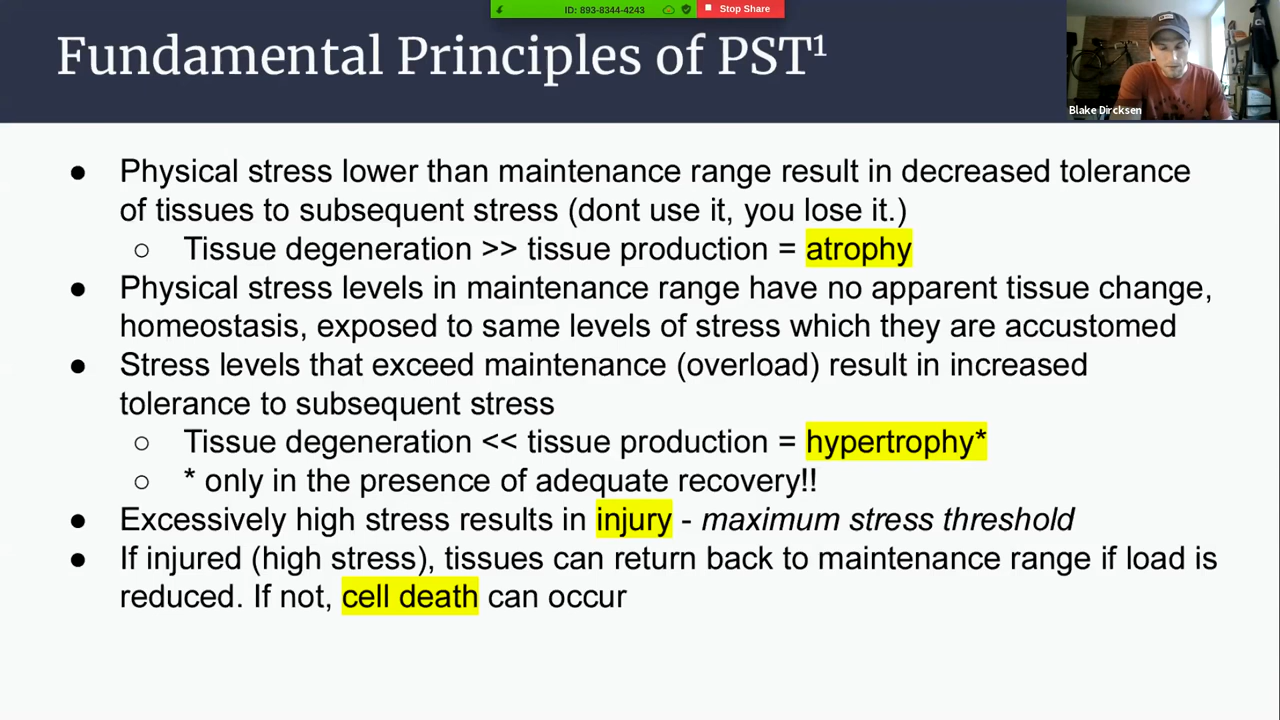 ID: 893-8344-4243
Stop Share
Fundamental Principles of PST¹
Blake Dircksen
● Physical stress lower than maintenance range result in decreased tolerance
of tissues to subsequent stress (dont use it, you lose it.)
○ Tissue degeneration >> tissue production = atrophy
● Physical stress levels in maintenance range have no apparent tissue change,
homeostasis, exposed to same levels of stress which they are accustomed
● Stress levels that exceed maintenance (overload) result in increased
tolerance to subsequent stress
○ Tissue degeneration << tissue production = hypertrophy*
○ * only in the presence of adequate recovery!!
● Excessively high stress results in injury - maximum stress threshold
● If injured (high stress), tissues can return back to maintenance range if load is
reduced. If not, cell death can occur